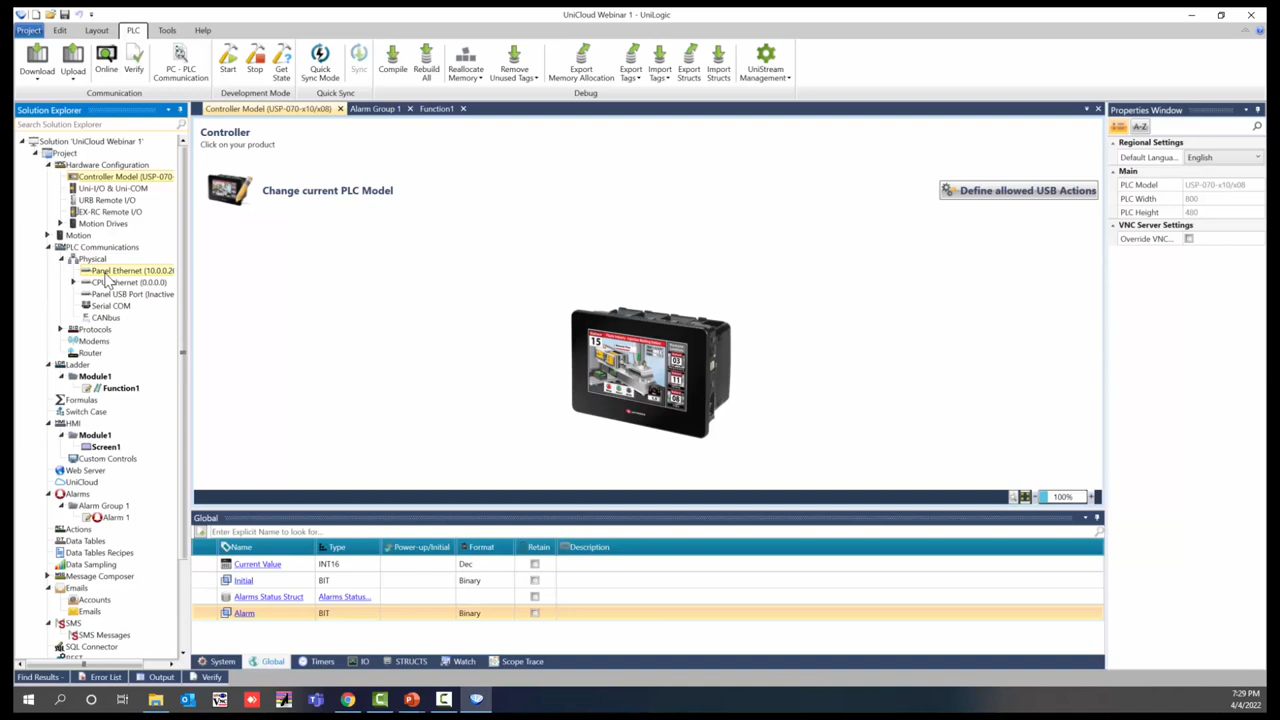 UniCloud Webinar 1 - UniLogic
Project Edit Layout PLC Tools Help
Download Upload Online Verify PC - PLC Communication Start Stop Get State Quick Sync Mode Sync Compile Rebuild All Reallocate Memory Remove Unused Tags Export Memory Allocation Export Tags Import Tags Export Structs Import Structs UniStream Management
Communication Development Mode Quick Sync Debug
Solution Explorer
Search Solution Explorer
Solution 'UniCloud Webinar 1'
Project
Hardware Configuration
Controller Model (USP-070-
Uni-I/O & Uni-COM
URB Remote I/O
EX-RC Remote I/O
Motion Drives
Motion
PLC Communications
Physical
Panel Ethernet (10.0.0.20
CPU Ethernet (0.0.0.0)
Panel USB Port (Inactive
Serial COM
CANbus
Protocols
Modems
Router
Ladder
Module1
Function1
Formulas
Switch Case
HMI
Module1
Screen1
Custom Controls
Web Server
UniCloud
Alarms
Alarm Group 1
Alarm 1
Actions
Data Tables
Data Tables Recipes
Data Sampling
Message Composer
Emails
Accounts
Emails
SMS
SMS Messages
SQL Connector
Controller Model (USP-070-x10/x08) Alarm Group 1 Function1
Controller
Click on your product
Change current PLC Model
Define allowed USB Actions
15
03
11
08
100%
Global
Enter Explicit Name to look for...
Name Type Power-up/Initial Format Retain Description
Current Value INT16 Dec
Initial BIT Binary
Alarms Status Struct Alarms Status...
Alarm BIT Binary
System Global Timers IO STRUCTS Watch Scope Trace
Properties Window
A-Z
Regional Settings
Default Langua... English
Main
PLC Model USP-070-x10/x08
PLC Width 800
PLC Height 480
VNC Server Settings
Override VNC...
Find Results Error List Output Verify
7:29 PM
4/4/2022